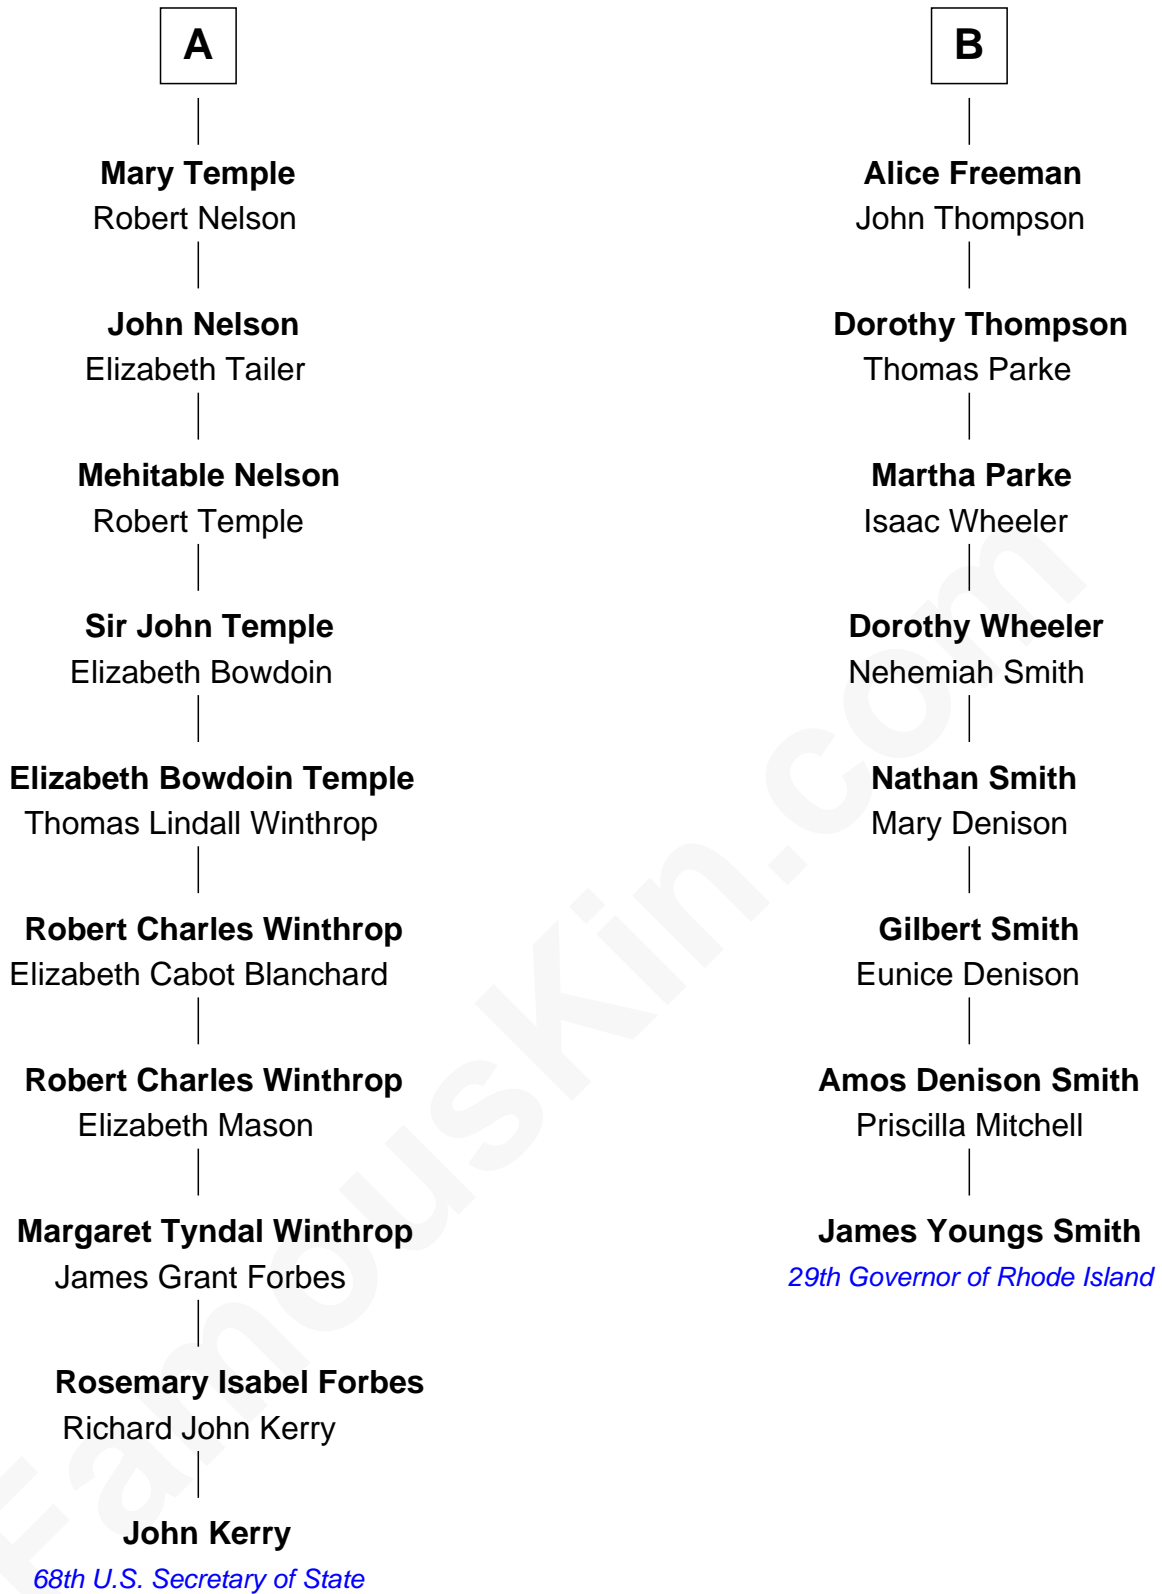 A
Mary Temple
Robert Nelson
John Nelson
Elizabeth Tailer
Mehitable Nelson
Robert Temple
Sir John Temple
Elizabeth Bowdoin
Elizabeth Bowdoin Temple
Thomas Lindall Winthrop
Robert Charles Winthrop
Elizabeth Cabot Blanchard
Robert Charles Winthrop
Elizabeth Mason
Margaret Tyndal Winthrop
James Grant Forbes
Rosemary Isabel Forbes
Richard John Kerry
John Kerry
68th U.S. Secretary of State
B
Alice Freeman
John Thompson
Dorothy Thompson
Thomas Parke
Martha Parke
Isaac Wheeler
Dorothy Wheeler
Nehemiah Smith
Nathan Smith
Mary Denison
Gilbert Smith
Eunice Denison
Amos Denison Smith
Priscilla Mitchell
James Youngs Smith
29th Governor of Rhode Island
FamousKin.com